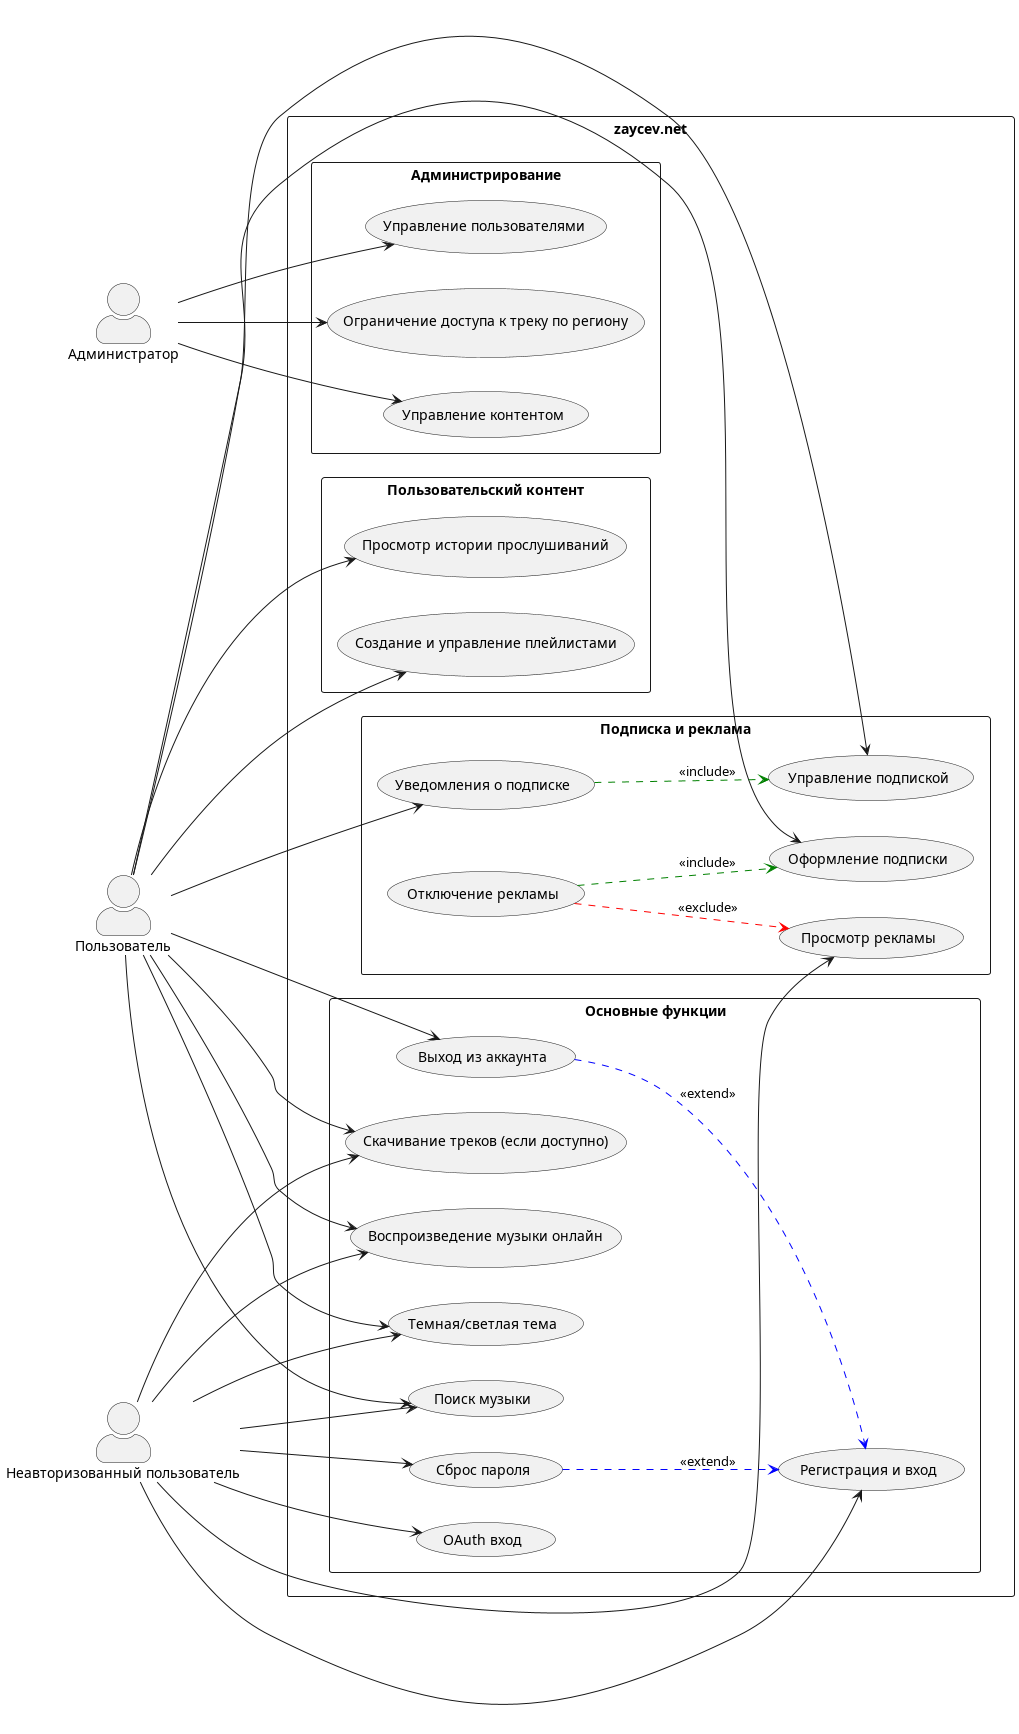 zaycev.net
Администрирование
Управление пользователями
Ограничение доступа к треку по региону
Администратор
Управление контентом
Пользовательский контент
Просмотр истории прослушиваний
Создание и управление плейлистами
Подписка и реклама
Уведомления о подписке
«include»
Управление подпиской
Отключение рекламы
«include»
Оформление подписки
«exclude»
Просмотр рекламы
Пользователь
Основные функции
Выход из аккаунта
«extend»
Скачивание треков (если доступно)
Воспроизведение музыки онлайн
Темная/светлая тема
Поиск музыки
Неавторизованный пользователь
Сброс пароля
«extend»
Регистрация и вход
OAuth вход